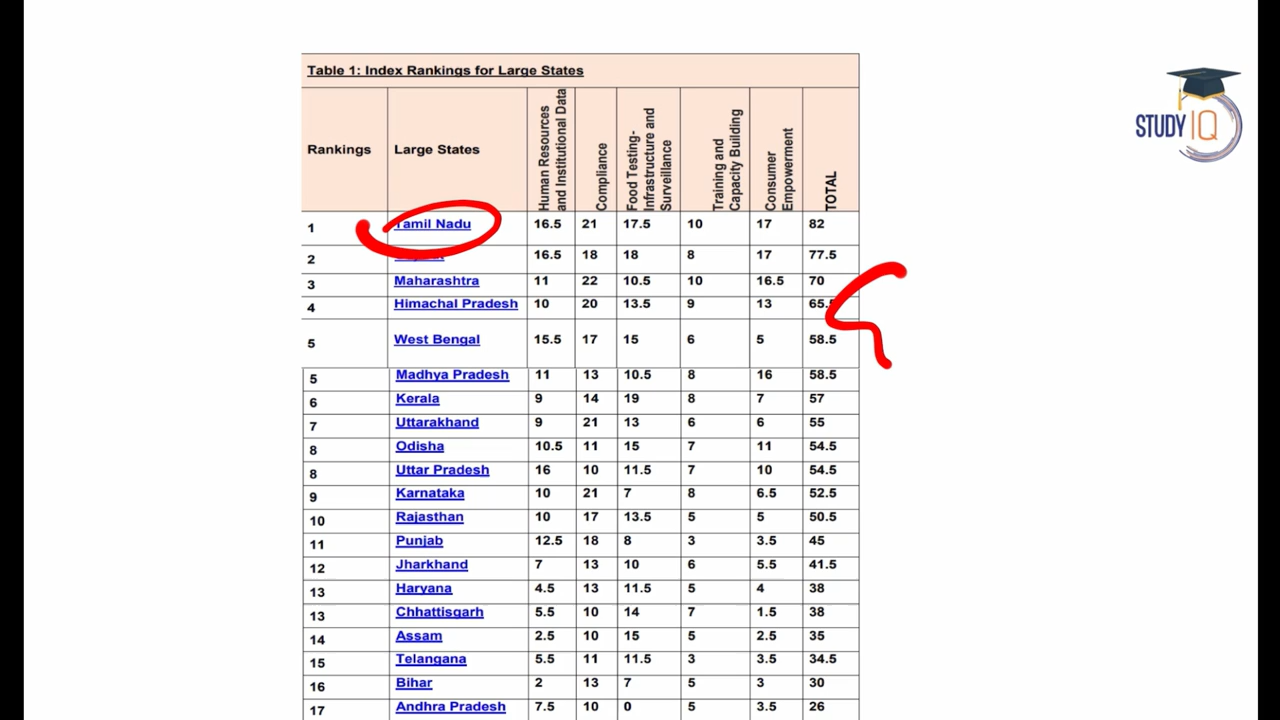 Table 1: Index Rankings for Large States
Rankings Large States Human Resources and Institutional Data Compliance Food Testing- Infrastructure and Surveillance Training and Capacity Building Consumer Empowerment TOTAL
STUDY IQ
1 Tamil Nadu 16.5 21 17.5 10 17 82
2 16.5 18 18 8 17 77.5
3 Maharashtra 11 22 10.5 10 16.5 70
4 Himachal Pradesh 10 20 13.5 9 13 65.5
5 West Bengal 15.5 17 15 6 5 58.5
5 Madhya Pradesh 11 13 10.5 8 16 58.5
6 Kerala 9 14 19 8 7 57
7 Uttarakhand 9 21 13 6 6 55
8 Odisha 10.5 11 15 7 11 54.5
8 Uttar Pradesh 16 10 11.5 7 10 54.5
9 Karnataka 10 21 7 8 6.5 52.5
10 Rajasthan 10 17 13.5 5 5 50.5
11 Punjab 12.5 18 8 3 3.5 45
12 Jharkhand 7 13 10 6 5.5 41.5
13 Haryana 4.5 13 11.5 5 4 38
13 Chhattisgarh 5.5 10 14 7 1.5 38
14 Assam 2.5 10 15 5 2.5 35
15 Telangana 5.5 11 11.5 3 3.5 34.5
16 Bihar 2 13 7 5 3 30
17 Andhra Pradesh 7.5 10 0 5 3.5 26